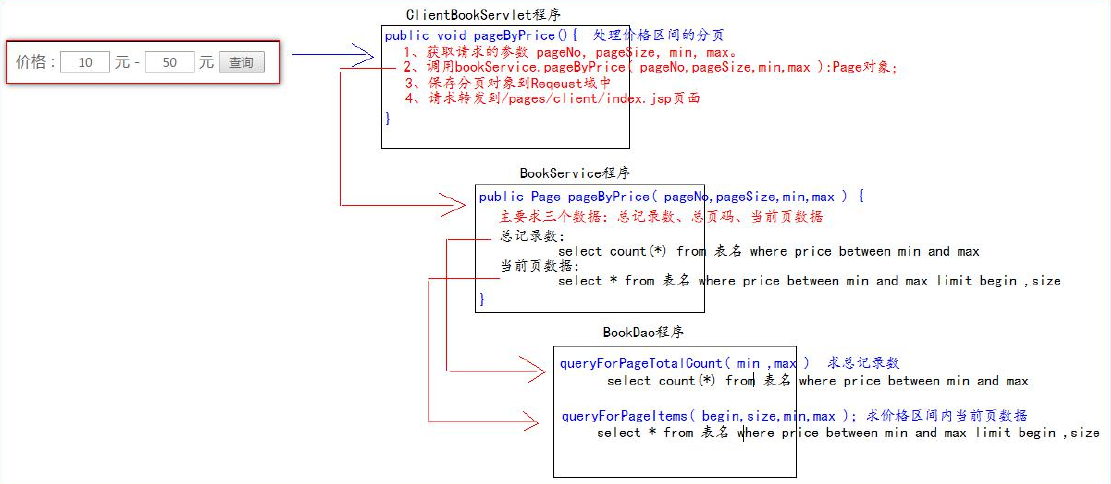 ClientBookServlet程序
价格: 10 元 - 50 元 查询
public void pageByPrice(){ 处理价格区间的分页
1、获取请求的参数 pageNo, pageSize, min, max。
2、调用bookService.pageByPrice( pageNo,pageSize,min,max ):Page对象;
3、保存分页对象到Reqeust域中
4、请求转发到/pages/client/index.jsp页面
}
BookService程序
public Page pageByPrice( pageNo,pageSize,min,max ) {
主要求三个数据: 总记录数、总页码、当前页数据
总记录数:
select count(*) from 表名 where price between min and max
当前页数据:
select * from 表名 where price between min and max limit begin ,size
}
BookDao程序
queryForPageTotalCount( min ,max ) 求总记录数
select count(*) from 表名 where price between min and max
queryForPageItems( begin,size,min,max ): 求价格区间内当前页数据
select * from 表名 where price between min and max limit begin ,size